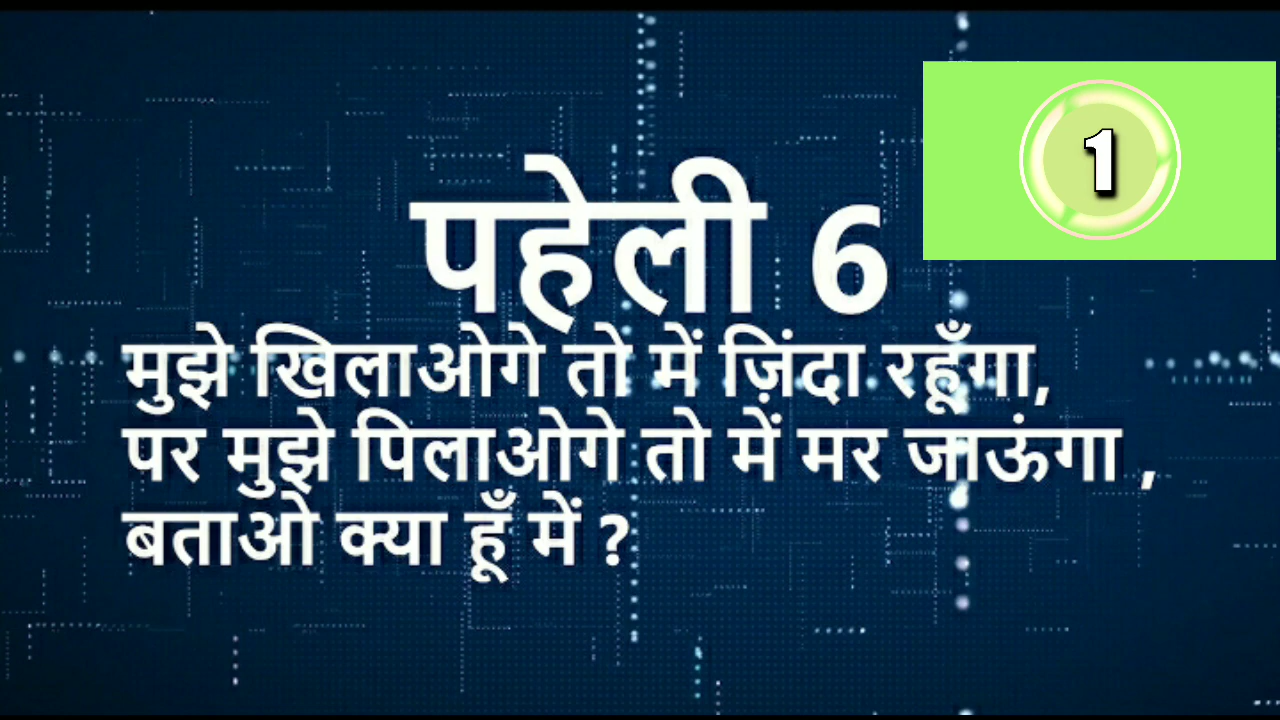 पहेली 6
1
मुझे खिलाओगे तो में ज़िंदा रहूँगा,
पर मुझे पिलाओगे तो में मर जाऊंगा ,
बताओ क्या हूँ में ?